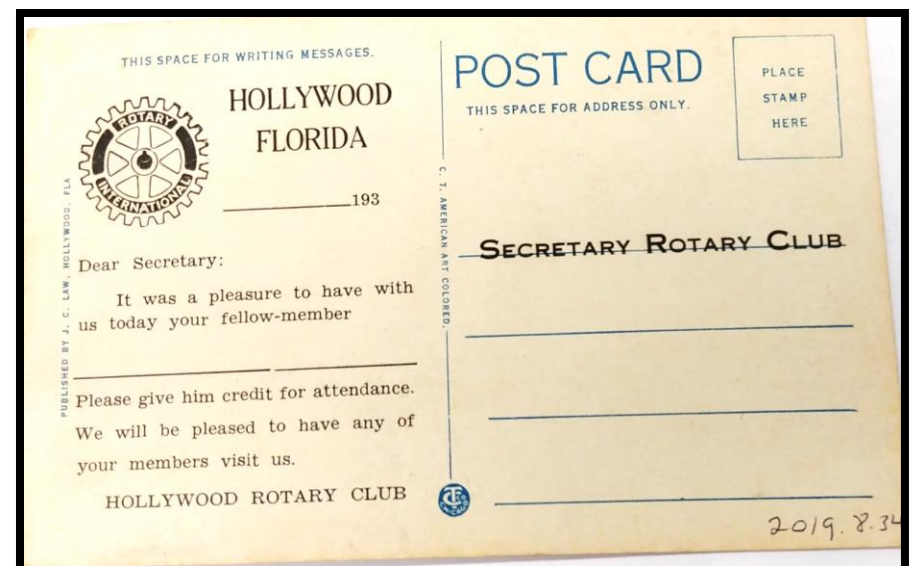 THIS SPACE FOR WRITING MESSAGES.
ROTARY
INTERNATIONAL
HOLLYWOOD
FLORIDA
193
Dear Secretary:
It was a pleasure to have with
us today your fellow-member
Please give him credit for attendance.
We will be pleased to have any of
your members visit us.
HOLLYWOOD ROTARY CLUB
PUBLISHED BY J. C. LAW, HOLLYWOOD, FLA
C. T. AMERICAN ART COLORED.
CHICAGO
POST CARD
THIS SPACE FOR ADDRESS ONLY.
PLACE
STAMP
HERE
SECRETARY ROTARY CLUB
2019.8.34